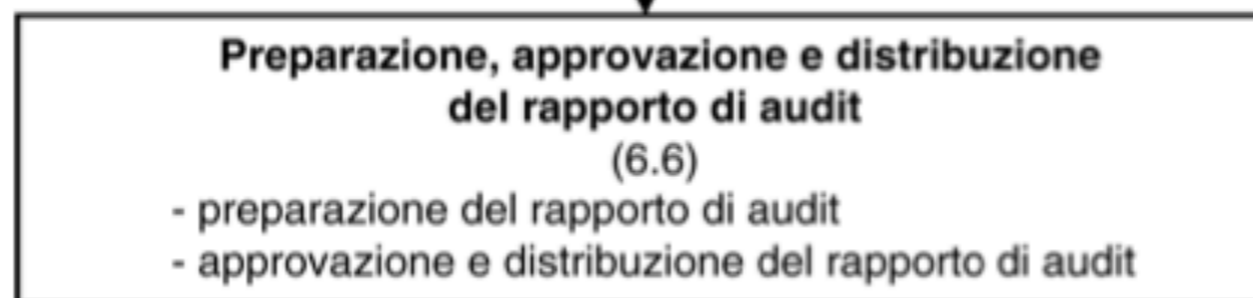 Preparazione, approvazione e distribuzione
del rapporto di audit
(6.6)
- preparazione del rapporto di audit
- approvazione e distribuzione del rapporto di audit